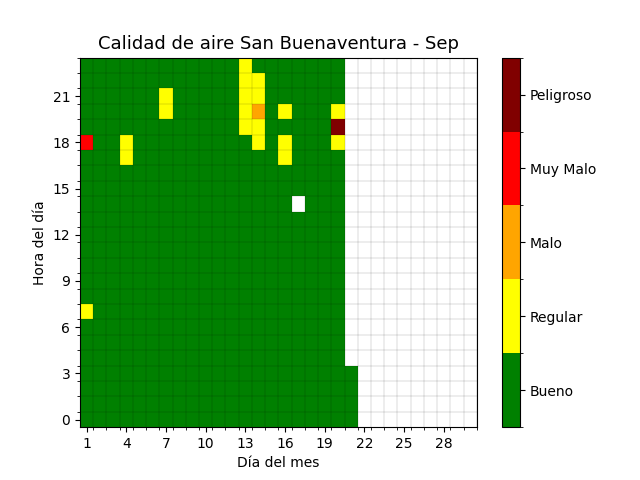 Calidad de aire San Buenaventura - Sep
Hora del día
21
18
15
12
9
6
3
0
1 4 7 10 13 16 19 22 25 28
Día del mes
Peligroso
Muy Malo
Malo
Regular
Bueno